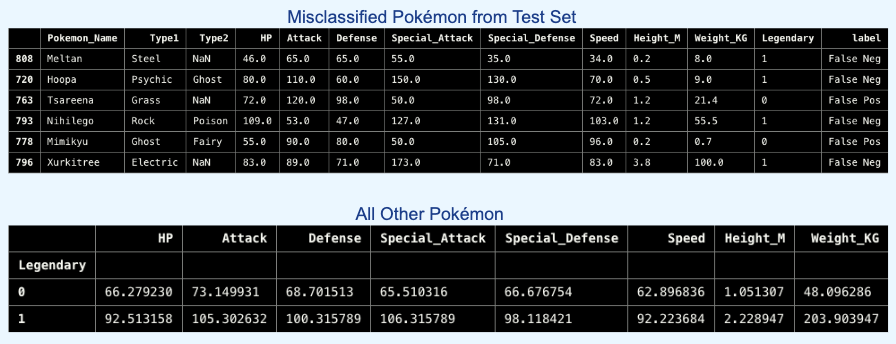 Misclassified Pokémon from Test Set
Pokemon_Name Type1 Type2 HP Attack Defense Special_Attack Special_Defense Speed Height_M Weight_KG Legendary label
808 Meltan Steel NaN 46.0 65.0 65.0 55.0 35.0 34.0 0.2 8.0 1 False Neg
720 Hoopa Psychic Ghost 80.0 110.0 60.0 150.0 130.0 70.0 0.5 9.0 1 False Neg
763 Tsareena Grass NaN 72.0 120.0 98.0 50.0 98.0 72.0 1.2 21.4 0 False Pos
793 Nihilego Rock Poison 109.0 53.0 47.0 127.0 131.0 103.0 1.2 55.5 1 False Neg
778 Mimikyu Ghost Fairy 55.0 90.0 80.0 50.0 105.0 96.0 0.2 0.7 0 False Pos
796 Xurkitree Electric NaN 83.0 89.0 71.0 173.0 71.0 83.0 3.8 100.0 1 False Neg
All Other Pokémon
HP Attack Defense Special_Attack Special_Defense Speed Height_M Weight_KG
Legendary
0 66.279230 73.149931 68.701513 65.510316 66.676754 62.896836 1.051307 48.096286
1 92.513158 105.302632 100.315789 106.315789 98.118421 92.223684 2.228947 203.903947